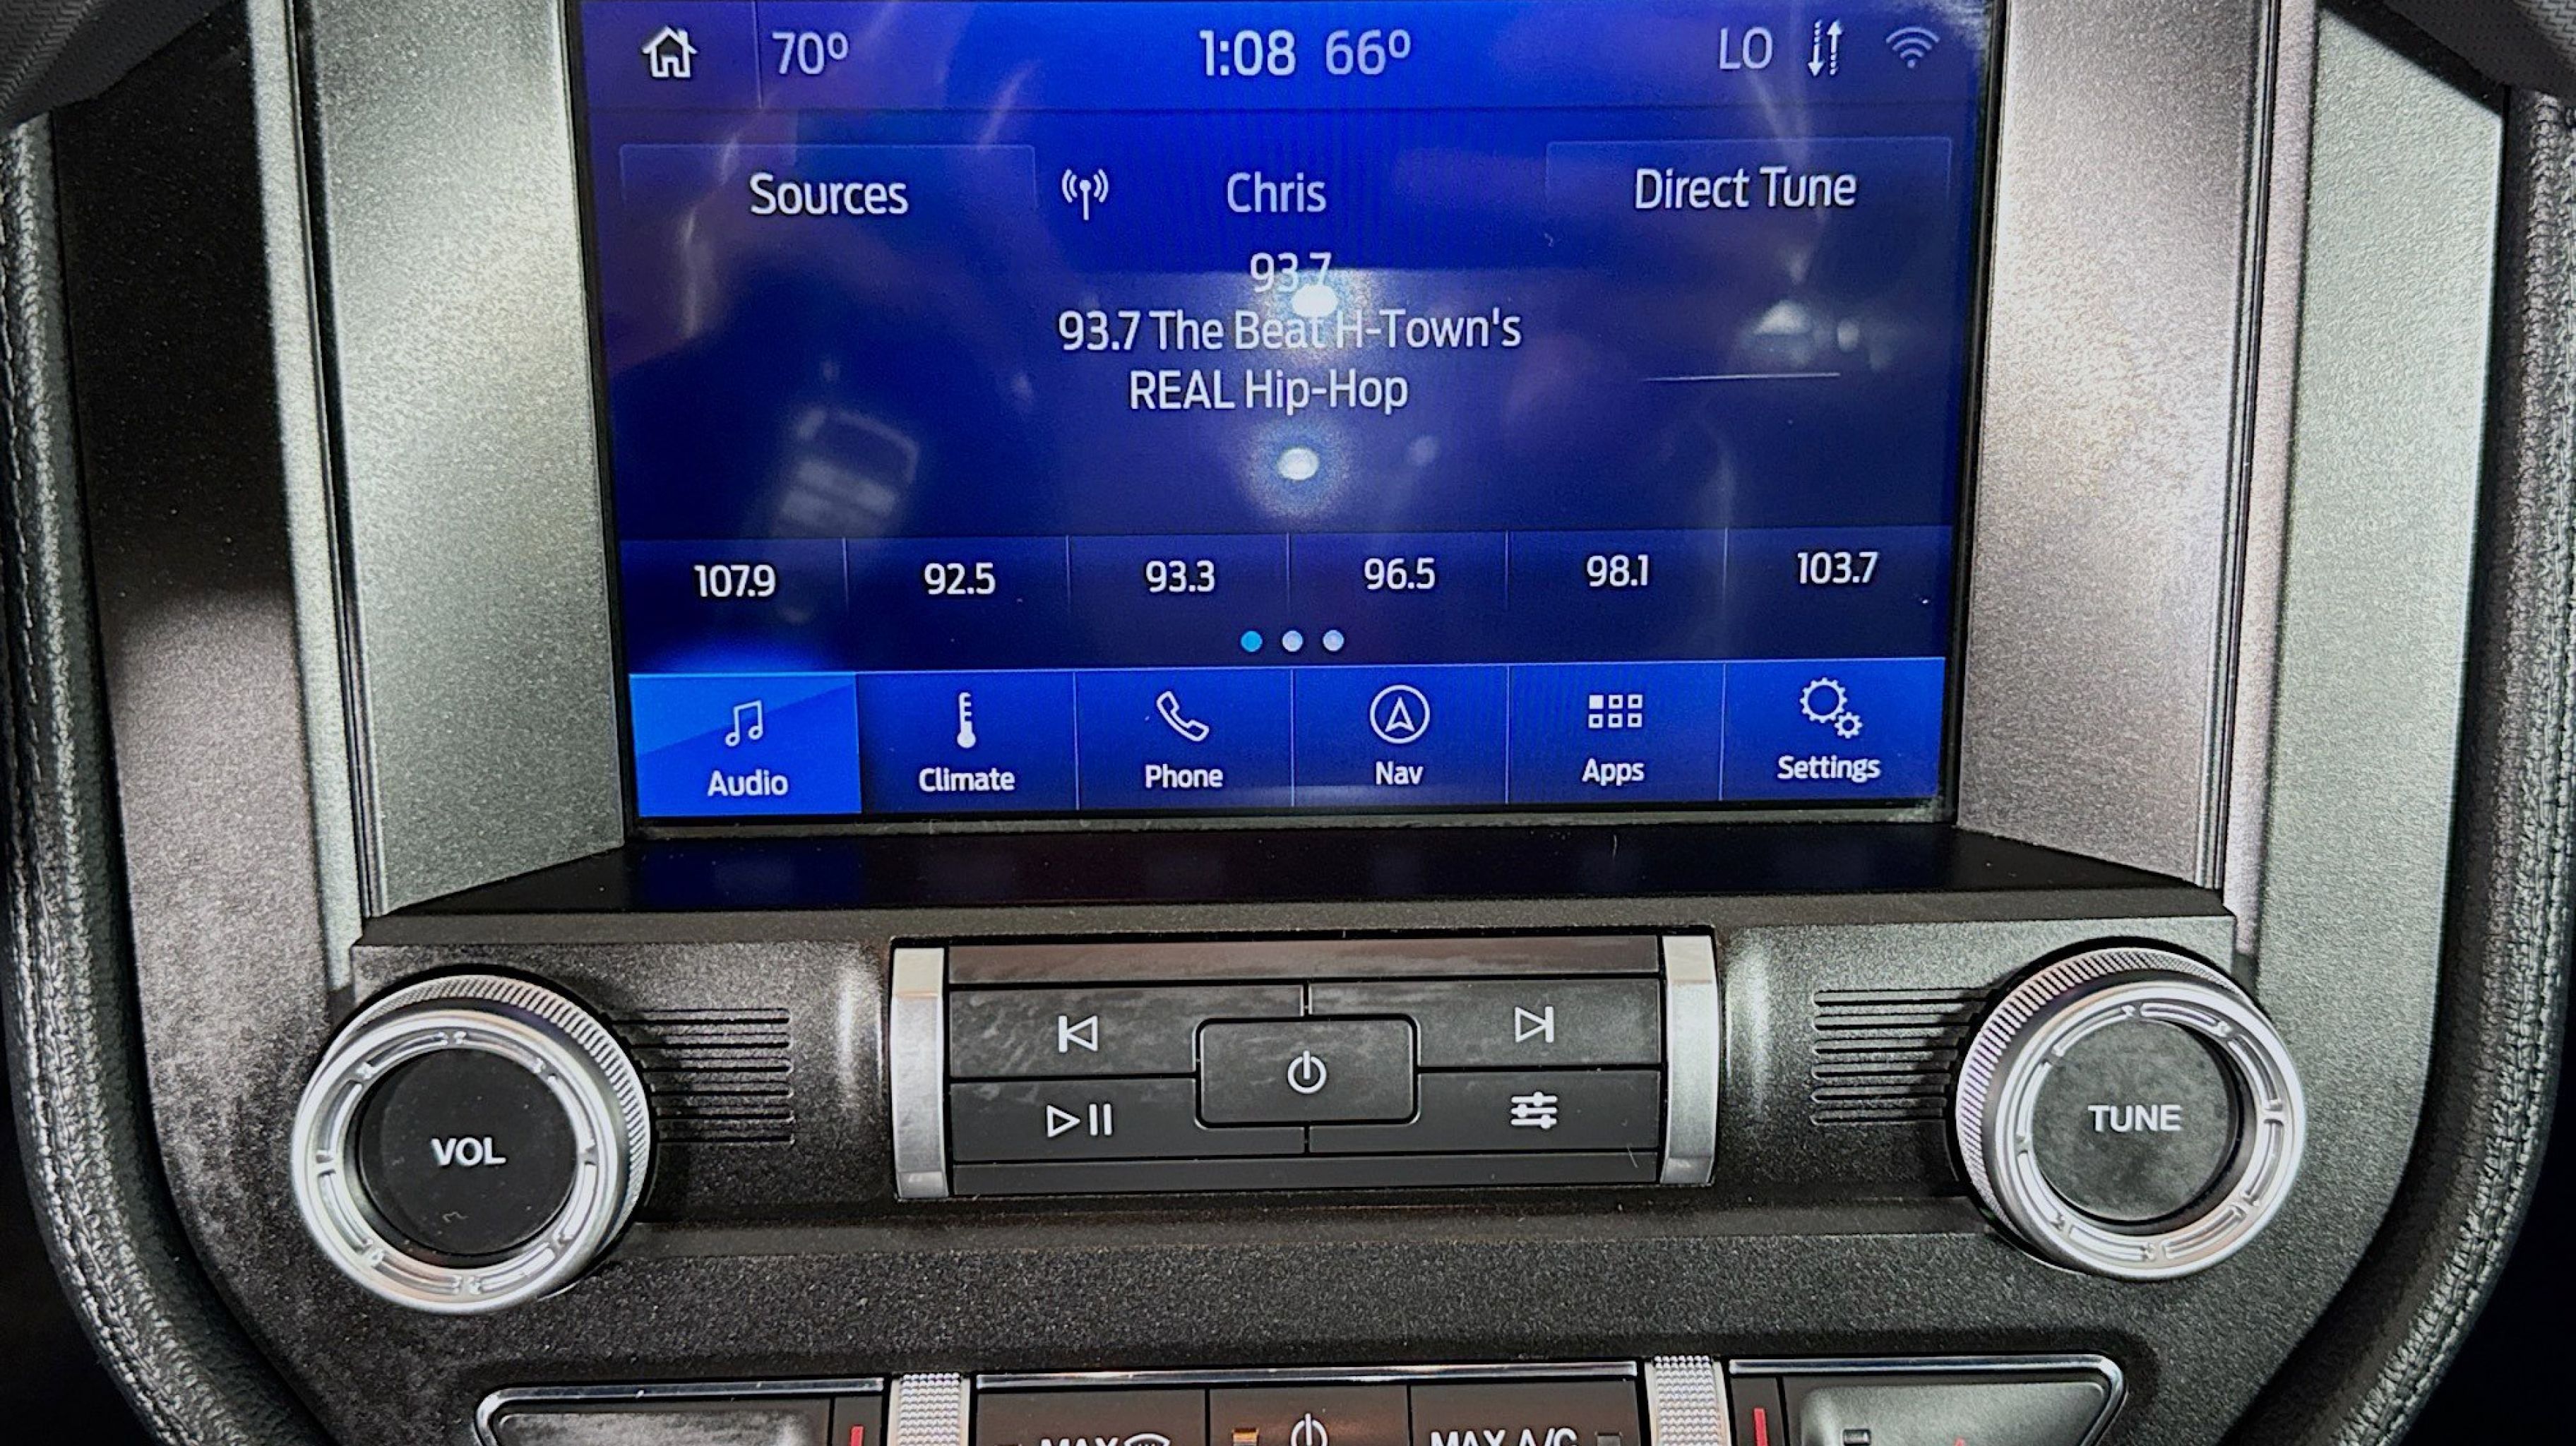 70° 1:08 66° LO
Sources Chris Direct Tune
93.7
93.7 The Beat H-Town's
REAL Hip-Hop
107.9 92.5 93.3 96.5 98.1 103.7
Audio Climate Phone Nav Apps Settings
VOL TUNE
MAX MAX A/C